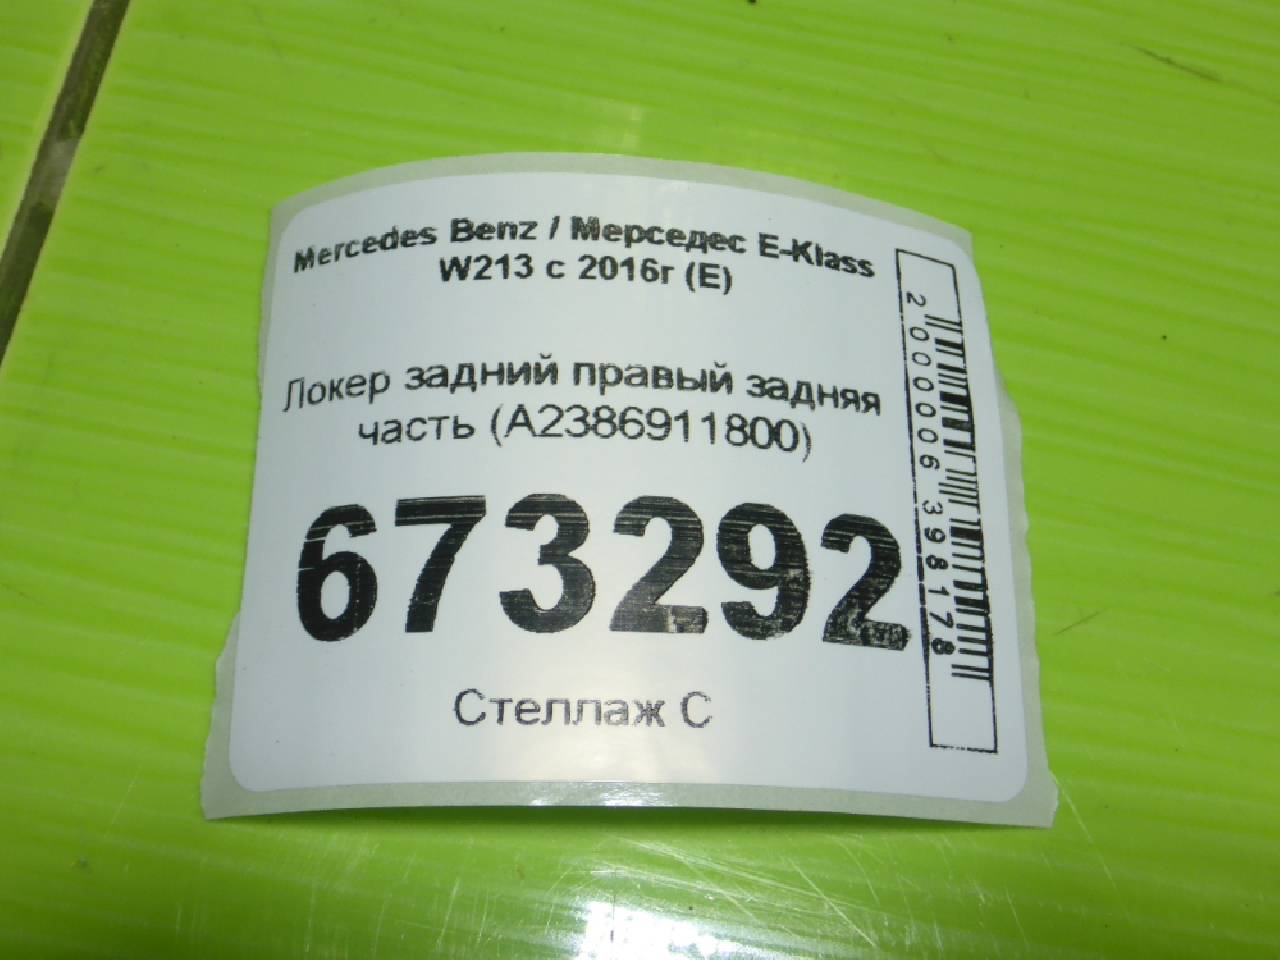 Mercedes Benz / Мерседес E-Klass
W213 с 2016г (E)
Локер задний правый задняя
часть (A2386911800)
673292
Стеллаж С
2000006398178